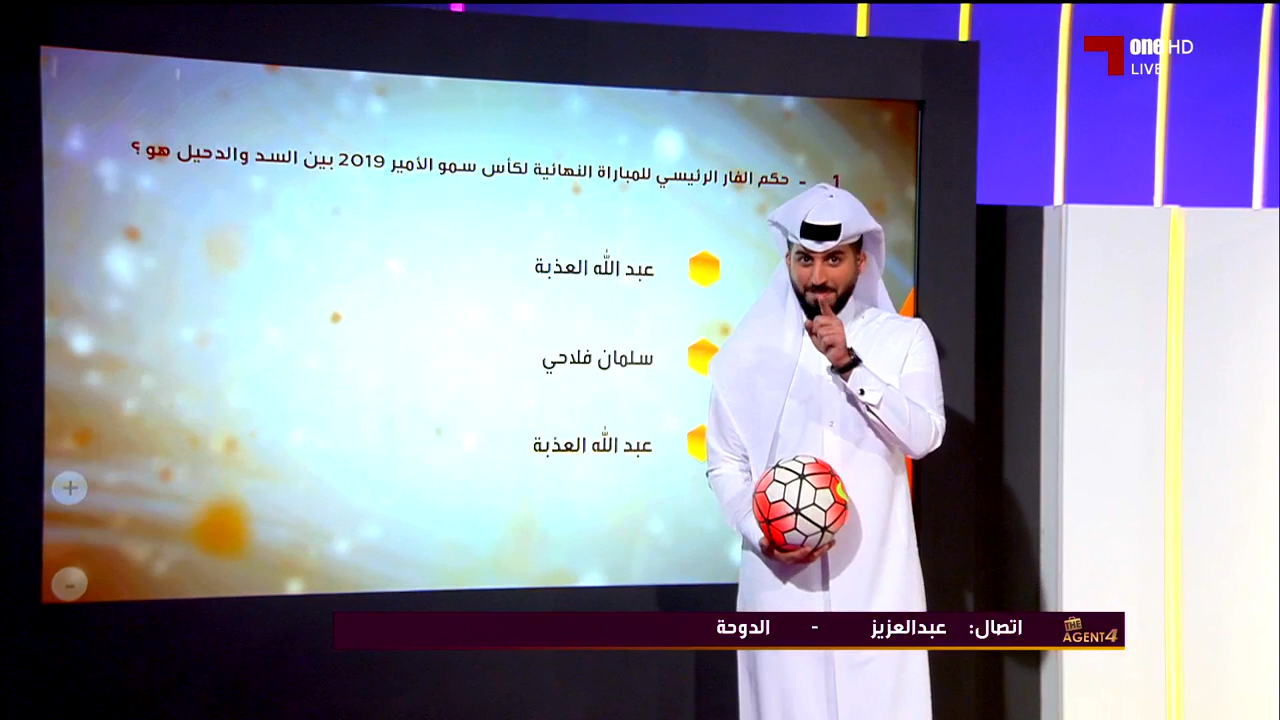 one HD
LIVE
1 - حكم الفار الرئيسي للمباراة النهائية لكأس سمو الأمير 2019 بين السد والدحيل هو ؟
عبد الله العذبة
سلمان فلاحي
عبد الله العذبة
+
-
اتصال: عبدالعزيز - الدوحة
THE
AGENT4